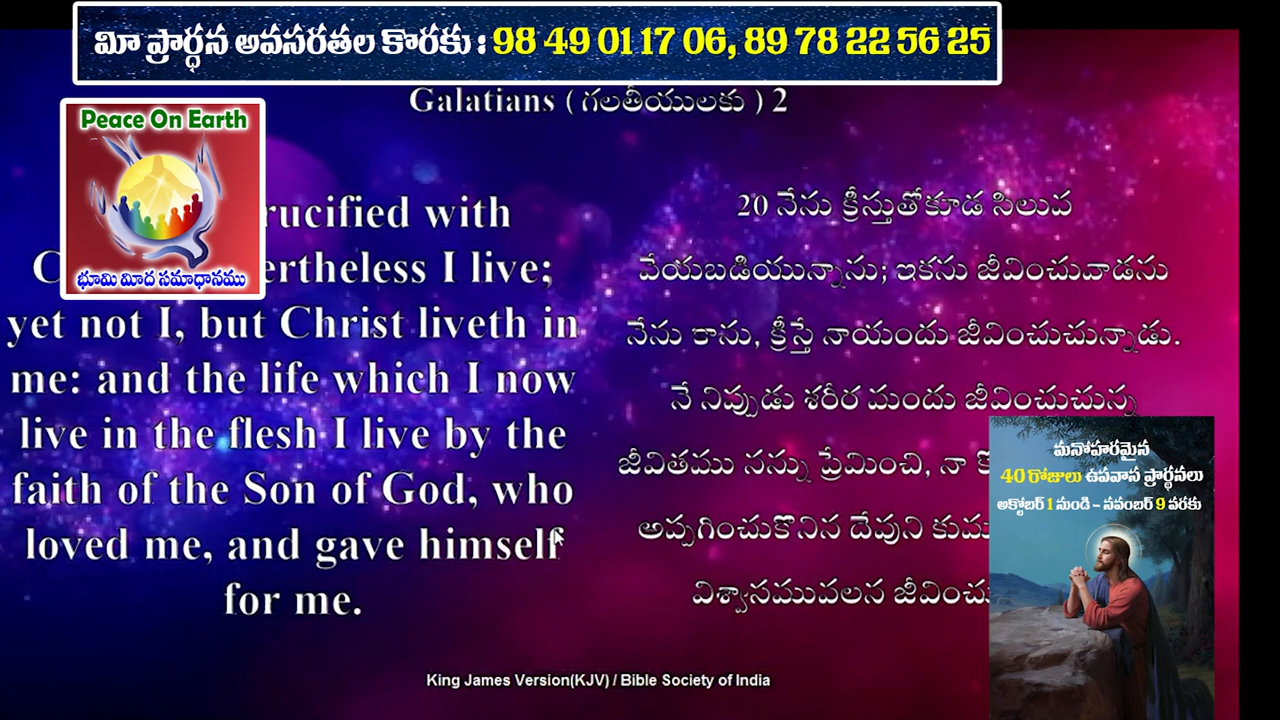 మీ ప్రార్ధన అవసరతల కొరకు : 98 49 01 17 06, 89 78 22 56 25
Galatians ( గలతీయులకు ) 2
Peace On Earth
భూమి మీద సమాధానము
rucified with
C ertheless I live;
yet not I, but Christ liveth in
me: and the life which I now
live in the flesh I live by the
faith of the Son of God, who
loved me, and gave himself
for me.
20 నేను క్రీస్తుతోకూడ సిలువ
వేయబడియున్నాను; ఇకను జీవించువాడను
నేను కాను, క్రీస్తే నాయందు జీవించుచున్నాడు.
నే నిప్పుడు శరీర మందు జీవించుచున్న
జీవితము నన్ను ప్రేమించి, నా
అప్పగించుకొనిన దేవుని కుమ
విశ్వాసమువలన జీవించు
మనోహరమైన
40 రోజులు ఉపవాస ప్రార్థనలు
అక్టోబర్ 1 నుండి - నవంబర్ 9 వరకు
King James Version(KJV) / Bible Society of India